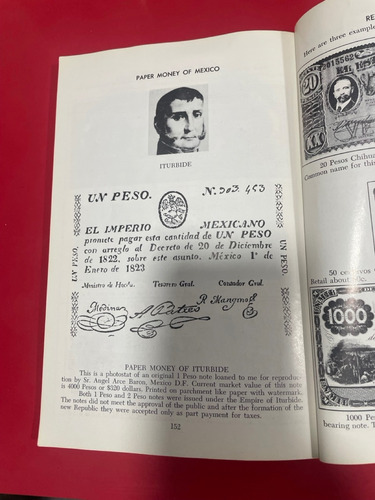 PAPER MONEY OF MEXICO
ITURBIDE
UN PESO. N. 303.453
EL IMPERIO MEXICANO
promete pagar esta cantidad de UN PESO
con arreglo al Decreto de 20 de Diciembre
de 1822. sobre este asunto. México 1º de
Enero de 1823
UN PESO.
UN PESO.
Ministro de Hacda. Tesorero Gral. Contador Gral.
Medina
PAPER MONEY OF ITURBIDE
This is a photostat of an original 1 Peso note loaned to me for reproduc-
tion by Sr. Angel Arce Baron, Mexico D.F. Current market value of this note
is 4000 Pesos or $320 dollars. Printed on parchment like paper with watermark.
Both 1 Peso and 2 Peso notes were issued under the Empire of Iturbide.
The notes did not meet the approval of the public and after the formation of the
new Republic they were accepted only as part payment for taxes.
152
RE
Here are three example
20
20 Pesos Chihu
Common name for this
50 centavos
Retail about
1000
1000 Pes
bearing note. T